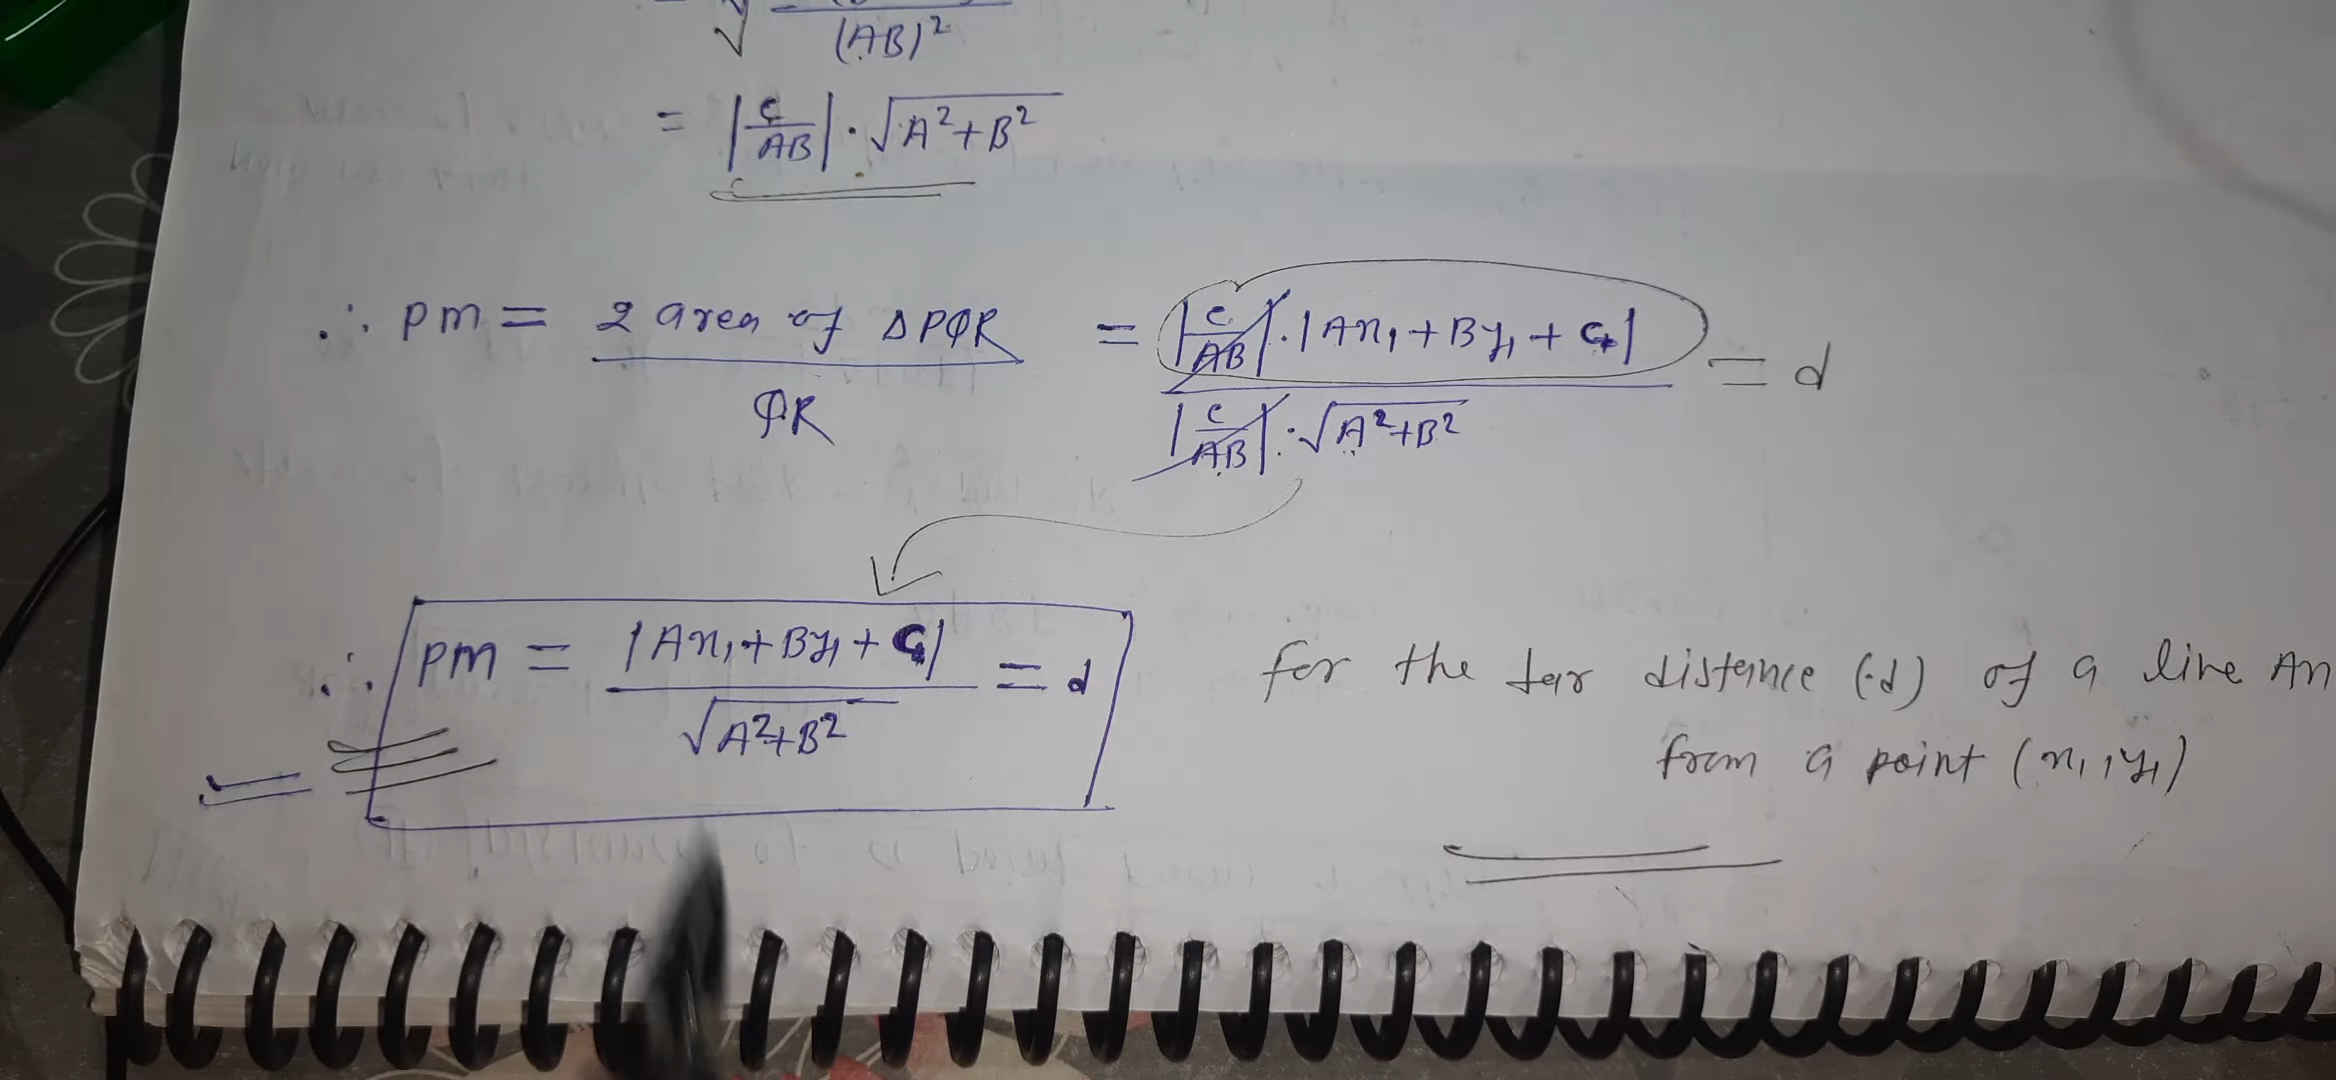 (AB)²
= |C/AB| · √A²+B²
∴ PM = 2 area of ΔPQR / QR = |C/AB| · |Ax₁+By₁+C| / |C/AB| · √A²+B² = d
∴ PM = |Ax₁+By₁+C| / √A²+B² = d for the distance (d) of a line Ax
from a point (x₁,y₁)